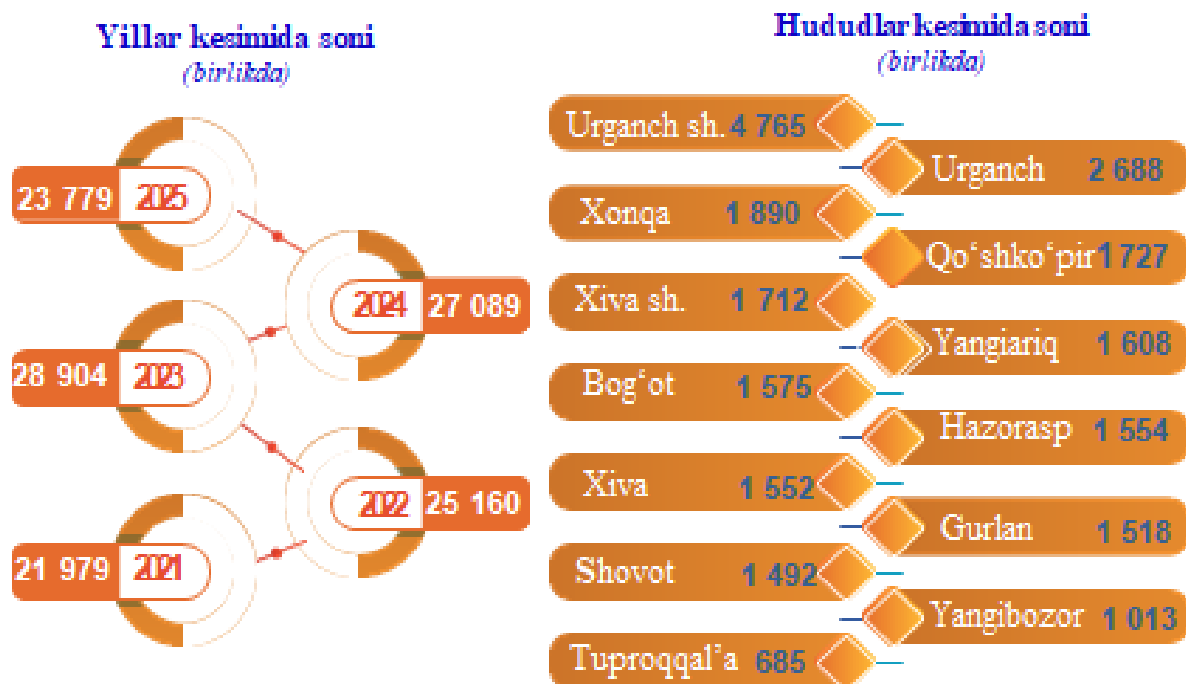 Yillar kesimida soni
(birlikda)
23 779 2025
2024 27 089
28 904 2023
2022 25 160
21 979 2021
Hududlar kesimida soni
(birlikda)
Urganch sh. 4 765
Urganch 2 688
Xonqa 1 890
Qo‘shko‘pir 1 727
Xiva sh. 1 712
Yangiariq 1 608
Bog‘ot 1 575
Hazorasp 1 554
Xiva 1 552
Gurlan 1 518
Shovot 1 492
Yangibozor 1 013
Tuproqqal’a 685